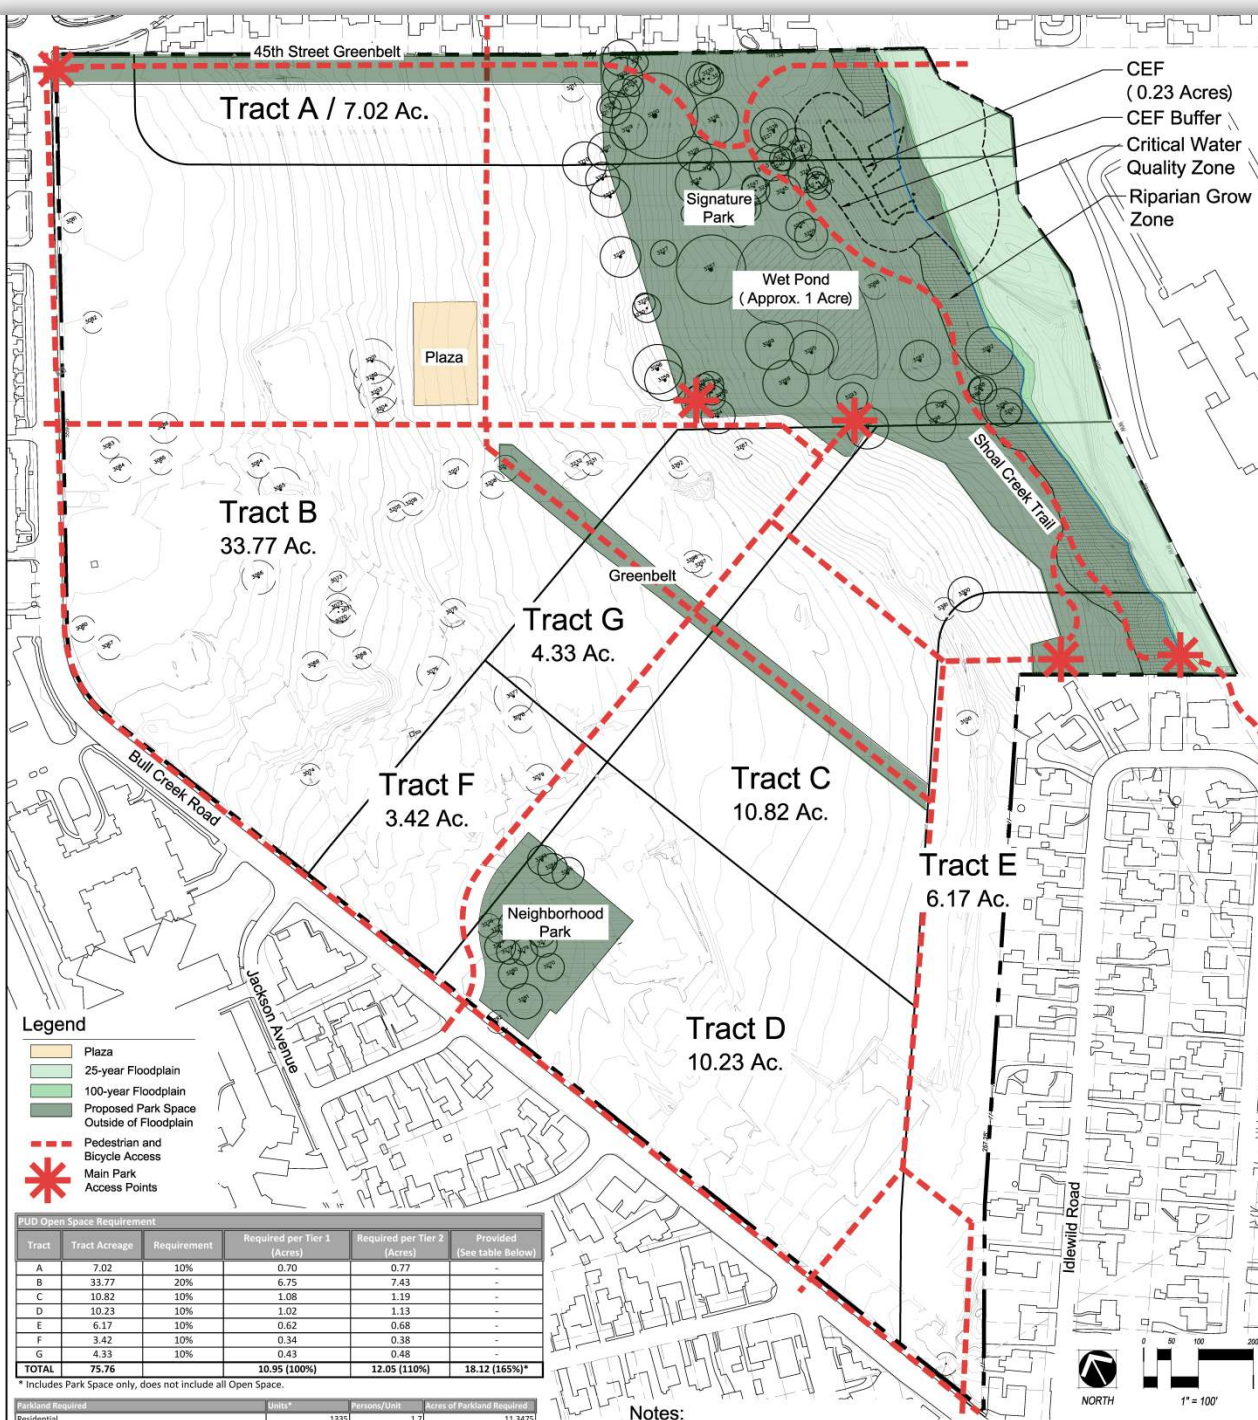 45th Street Greenbelt
Tract A / 7.02 Ac.
CEF
( 0.23 Acres)
CEF Buffer
Critical Water
Quality Zone
Riparian Grow
Zone
Signature
Park
Wet Pond
( Approx. 1 Acre)
Plaza
Shoal Creek Trail
Tract B
33.77 Ac.
Greenbelt
Tract G
4.33 Ac.
Tract F
3.42 Ac.
Tract C
10.82 Ac.
Tract E
6.17 Ac.
Bull Creek Road
Neighborhood
Park
Jackson Avenue
Tract D
10.23 Ac.
Idlewild Road
Legend
Plaza
25-year Floodplain
100-year Floodplain
Proposed Park Space
Outside of Floodplain
Pedestrian and
Bicycle Access
Main Park
Access Points
PUD Open Space Requirement
Tract Tract Acreage Requirement Required per Tier 1 (Acres) Required per Tier 2 (Acres) Provided (See table Below)
A 7.02 10% 0.70 0.77 -
B 33.77 20% 6.75 7.43 -
C 10.82 10% 1.08 1.19 -
D 10.23 10% 1.02 1.13 -
E 6.17 10% 0.62 0.68 -
F 3.42 10% 0.34 0.38 -
G 4.33 10% 0.43 0.48 -
TOTAL 75.76 10.95 (100%) 12.05 (110%) 18.12 (165%)*
* Includes Park Space only, does not include all Open Space.
Parkland Required Units* Persons/Unit Acres of Parkland Required
Residential 1335 1.7 11.3475
Notes:
NORTH
0 50 100 200
1" = 100'